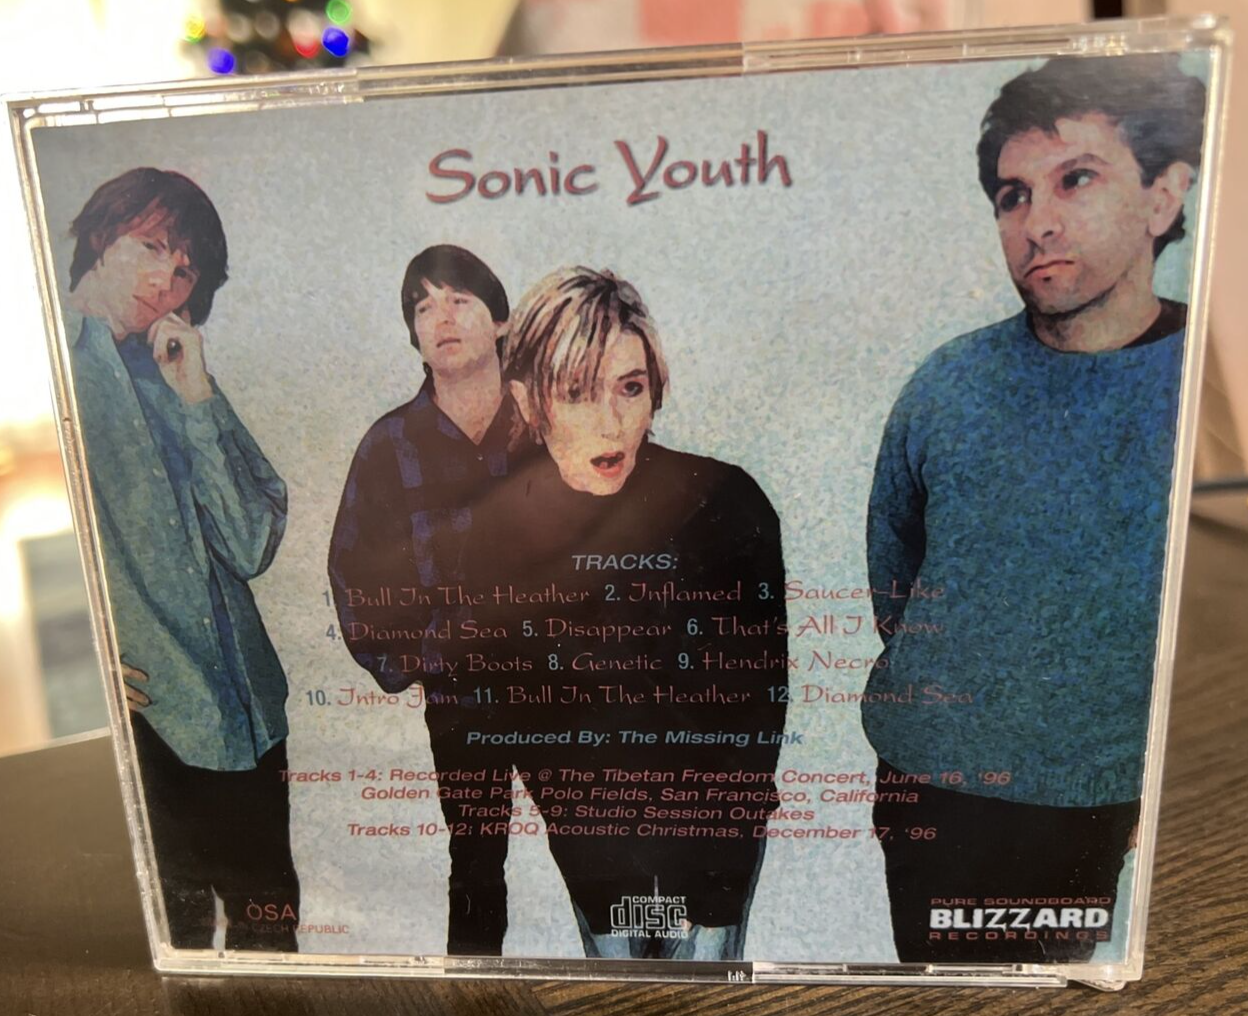 Sonic Youth
TRACKS:
1. Bull In The Heather 2. Inflamed 3. Saucer-Like
4. Diamond Sea 5. Disappear 6. That's All I Know
7. Dirty Boots 8. Genetic 9. Hendrix Necro
10. Intro Jam 11. Bull In The Heather 12. Diamond Sea
Produced By: The Missing Link
Tracks 1-4: Recorded Live @ The Tibetan Freedom Concert, June 16, '96
Golden Gate Park Polo Fields, San Francisco, California
Tracks 5-9: Studio Session Outakes
Tracks 10-12: KROQ Acoustic Christmas, December 17, '96
OSA
CZECH REPUBLIC
COMPACT
disc
DIGITAL AUDIO
PURE SOUNDBOARD
BLIZZARD
RECORDINGS